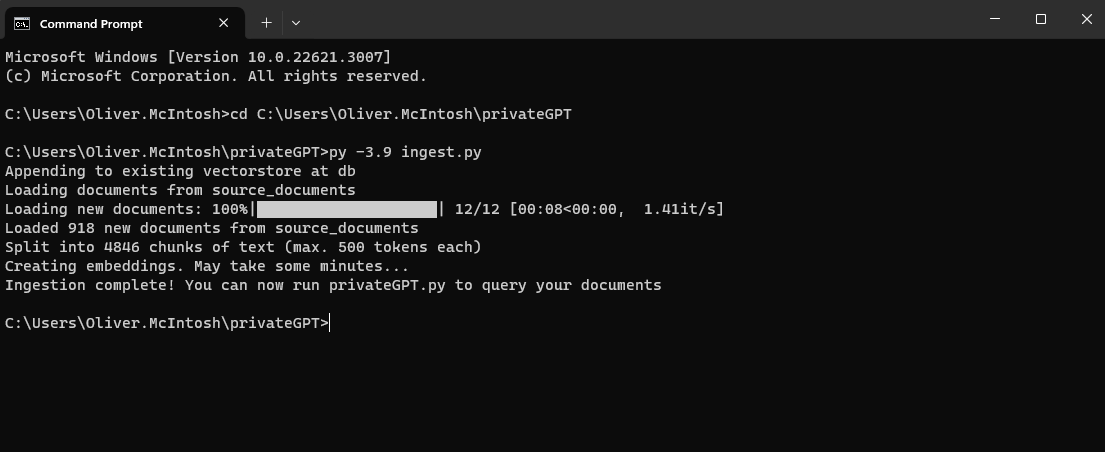 Command Prompt
Microsoft Windows [Version 10.0.22621.3007]
(c) Microsoft Corporation. All rights reserved.
C:\Users\Oliver.McIntosh>cd C:\Users\Oliver.McIntosh\privateGPT
C:\Users\Oliver.McIntosh\privateGPT>py -3.9 ingest.py
Appending to existing vectorstore at db
Loading documents from source_documents
Loading new documents: 100%|██████████████████████| 12/12 [00:08<00:00,  1.41it/s]
Loaded 918 new documents from source_documents
Split into 4846 chunks of text (max. 500 tokens each)
Creating embeddings. May take some minutes...
Ingestion complete! You can now run privateGPT.py to query your documents
C:\Users\Oliver.McIntosh\privateGPT>